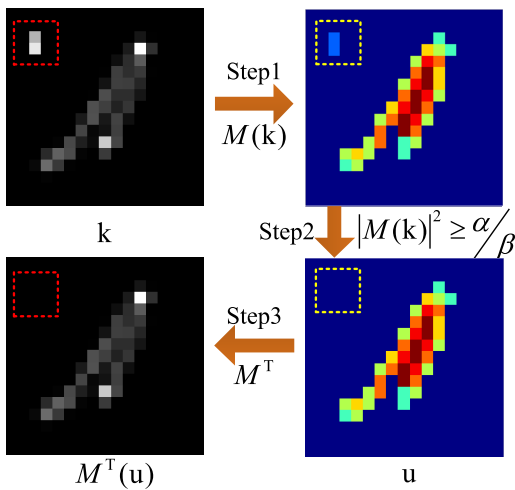 Step1
M(k)
k
Step2 |M(k)|² ≥ α/β
Step3
Mᵀ
Mᵀ(u)
u